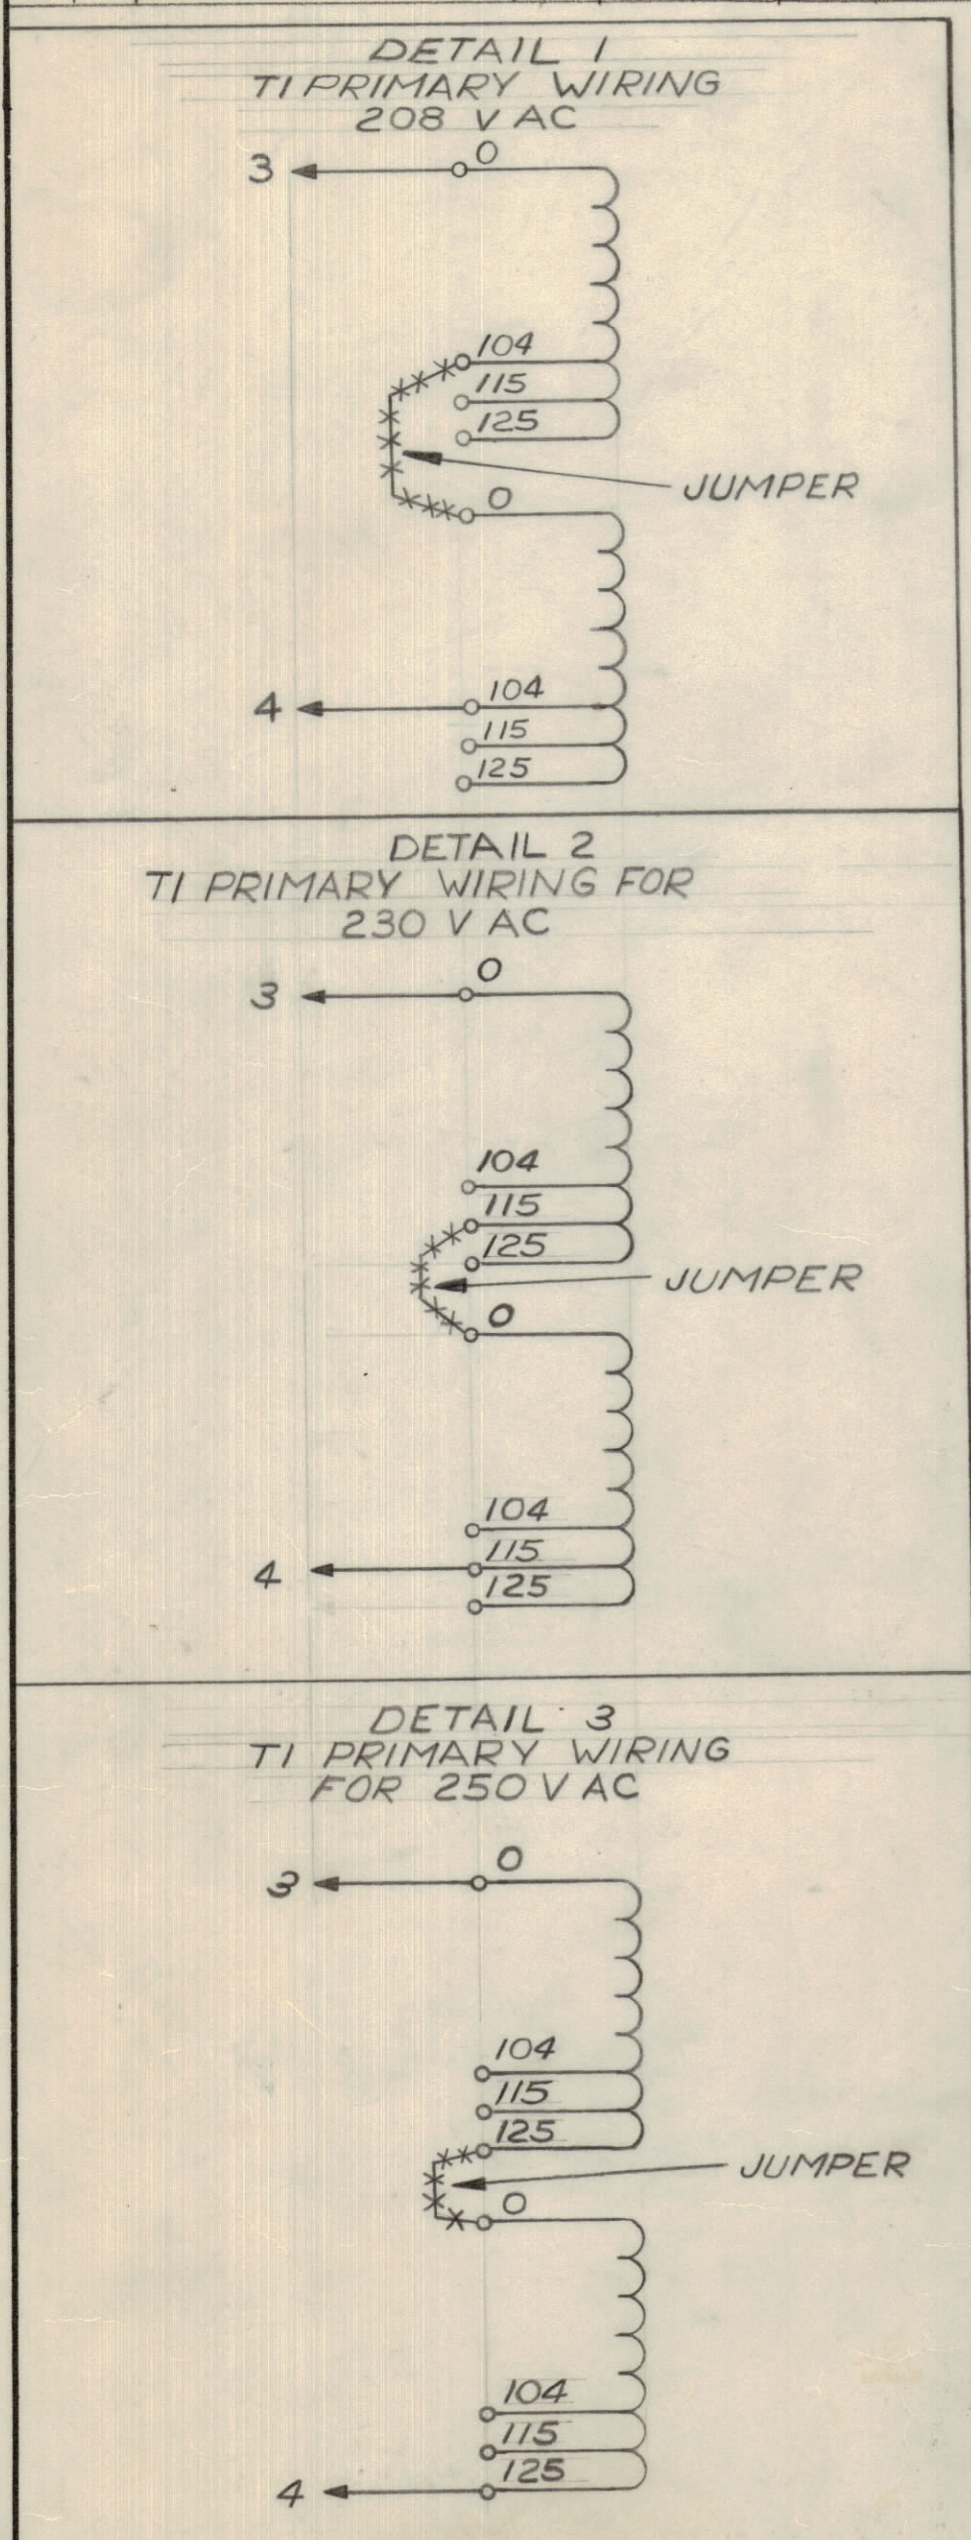 DETAIL 1
T1 PRIMARY WIRING
208 V AC
0
3
104
115
125
JUMPER
0
104
4
115
125
DETAIL 2
T1 PRIMARY WIRING FOR
230 V AC
0
3
104
115
125
JUMPER
0
104
115
4
125
DETAIL 3
T1 PRIMARY WIRING
FOR 250 V AC
0
3
104
115
125
JUMPER
0
104
115
125
4